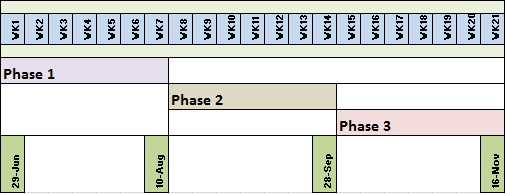 WK1 WK2 WK3 WK4 WK5 WK6 WK7 WK8 WK9 WK10 WK11 WK12 WK13 WK14 WK15 WK16 WK17 WK18 WK19 WK20 WK21
Phase 1
Phase 2
Phase 3
29-Jun 10-Aug 28-Sep 16-Nov